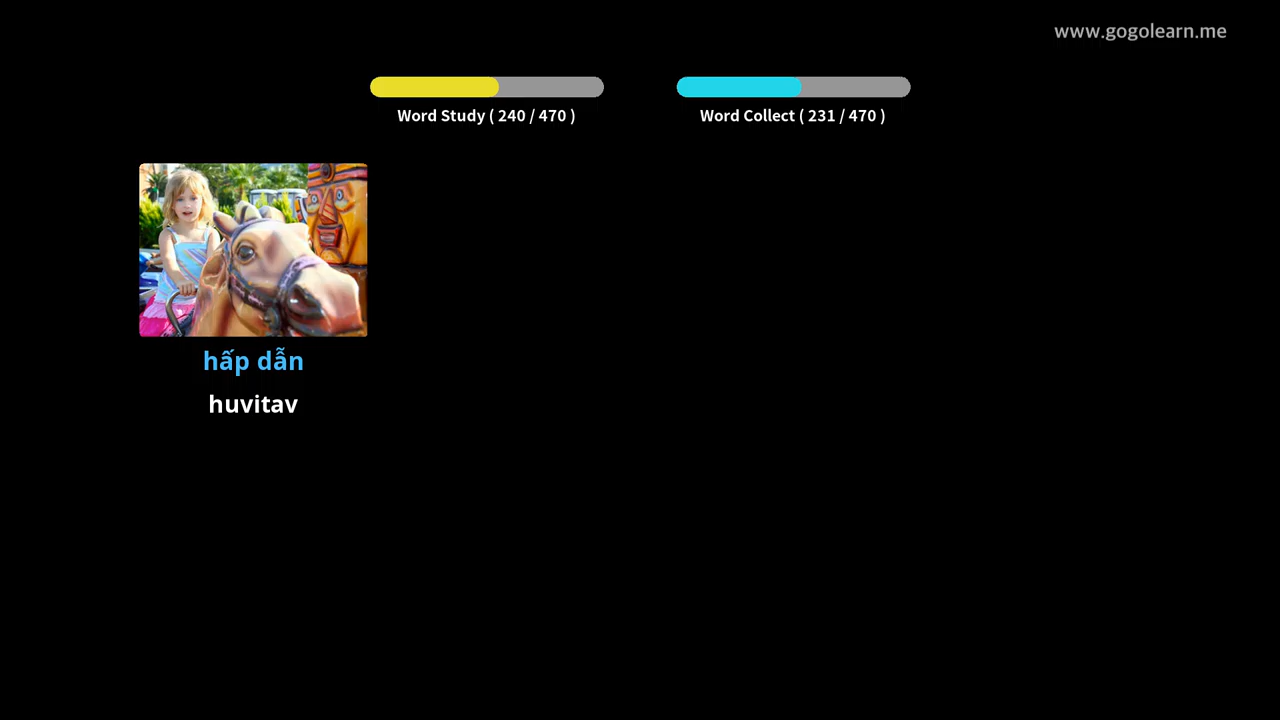 www.gogolearn.me
Word Study ( 240 / 470 )
Word Collect ( 231 / 470 )
hấp dẫn
huvitav